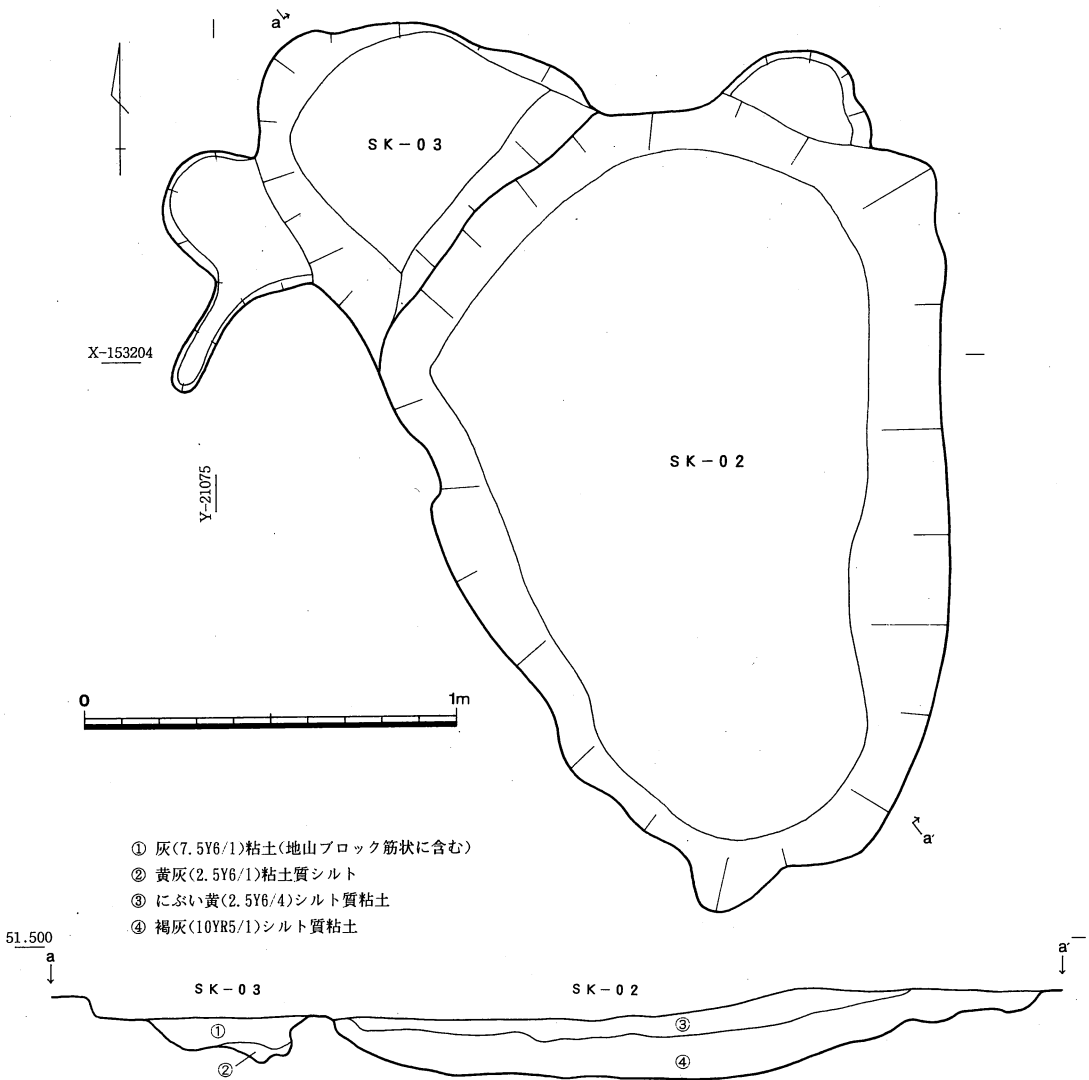 a
SK-03
X-153204
SK-02
Y-21075
0 1m
a'
① 灰(7.5Y6/1)粘土(地山ブロック筋状に含む)
② 黄灰(2.5Y6/1)粘土質シルト
③ にぶい黄(2.5Y6/4)シルト質粘土
④ 褐灰(10YR5/1)シルト質粘土
51.500
a a'
SK-03 SK-02
①
②
③
④